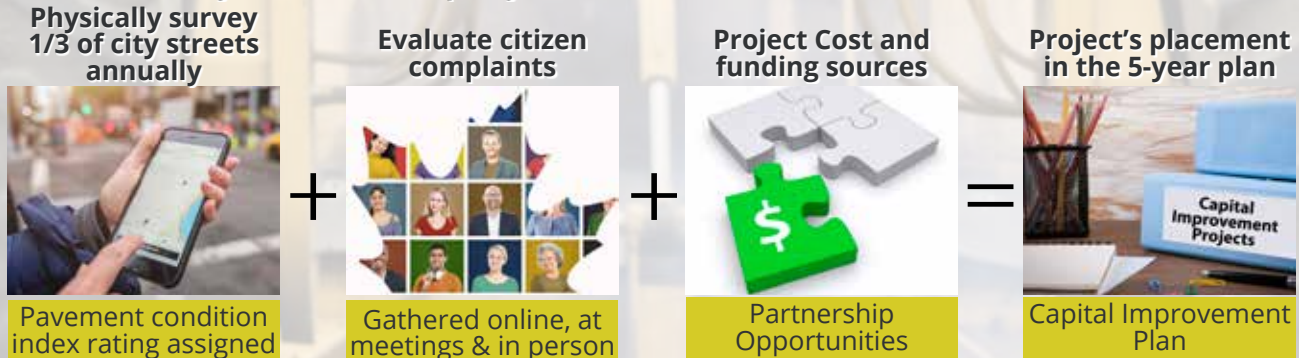 Physically survey
1/3 of city streets
annually
Evaluate citizen
complaints
Project Cost and
funding sources
Project's placement
in the 5-year plan
+
+
$
=
Capital
Improvement
Projects
Pavement condition
index rating assigned
Gathered online, at
meetings & in person
Partnership
Opportunities
Capital Improvement
Plan